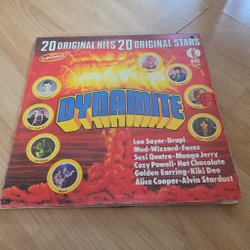 20 ORIGINAL HITS 20 ORIGINAL STARS
DYNAMITE
Leo Sayer·Drupi
Mud·Wizzard·Faces
Suzi Quatro·Mungo Jerry
Cozy Powell·Hot Chocolate
Golden Earring·Kiki Dee
Alice Cooper·Alvin Stardust